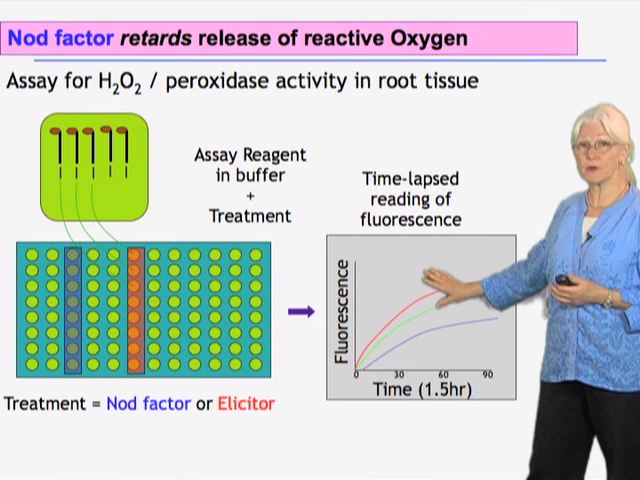 Nod factor retards release of reactive Oxygen
Assay for H₂O₂ / peroxidase activity in root tissue
Assay Reagent
in buffer
+
Treatment
Time-lapsed
reading of
fluorescence
Fluorescence
0 30 60 90
Time (1.5hr)
Treatment = Nod factor or Elicitor